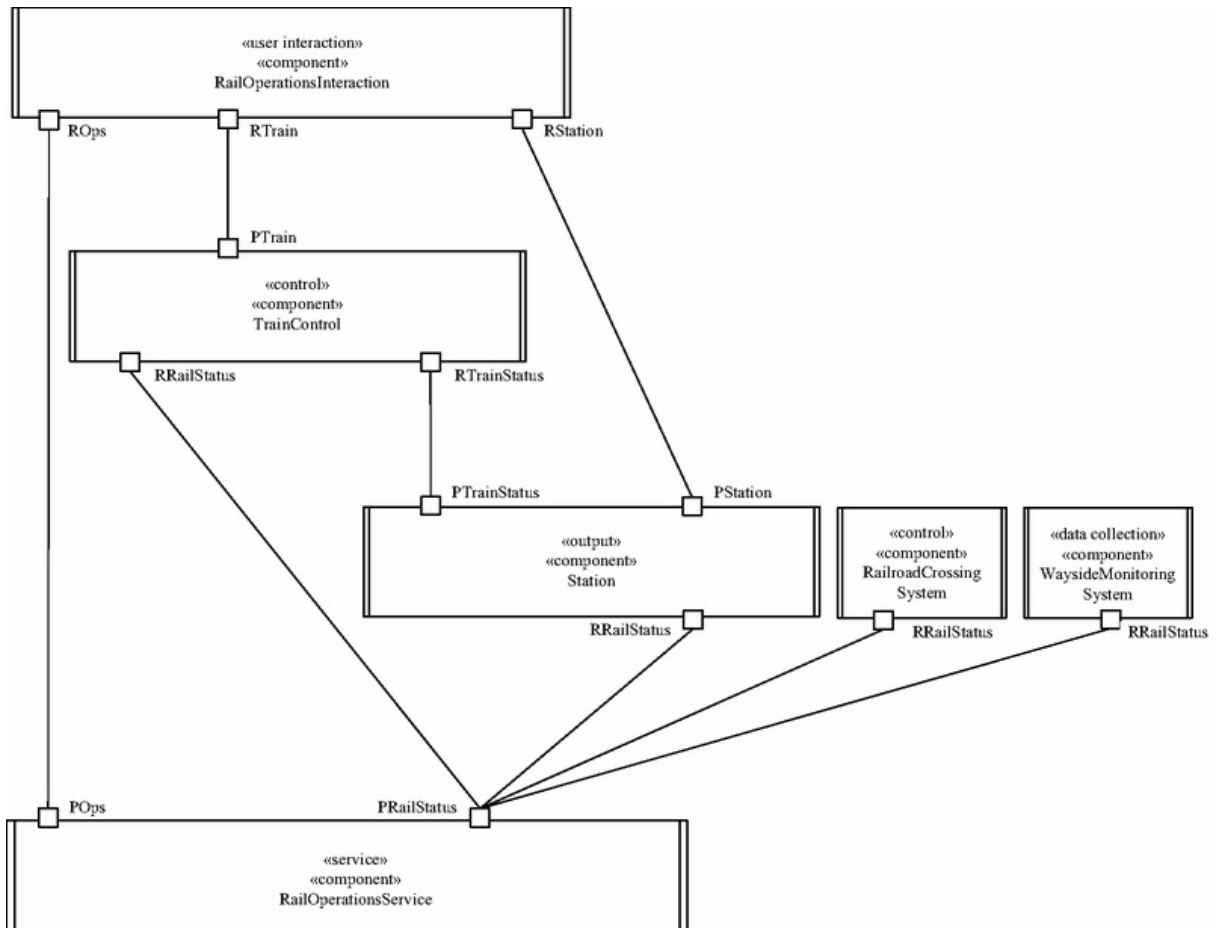 «user interaction»
«component»
RailOperationsInteraction
ROps
RTrain
RStation
PTrain
«control»
«component»
TrainControl
RRailStatus
RTrainStatus
PTrainStatus
PStation
«output»
«component»
Station
RRailStatus
«control»
«component»
RailroadCrossing
System
RRailStatus
«data collection»
«component»
WaysideMonitoring
System
RRailStatus
POps
PRailStatus
«service»
«component»
RailOperationsService